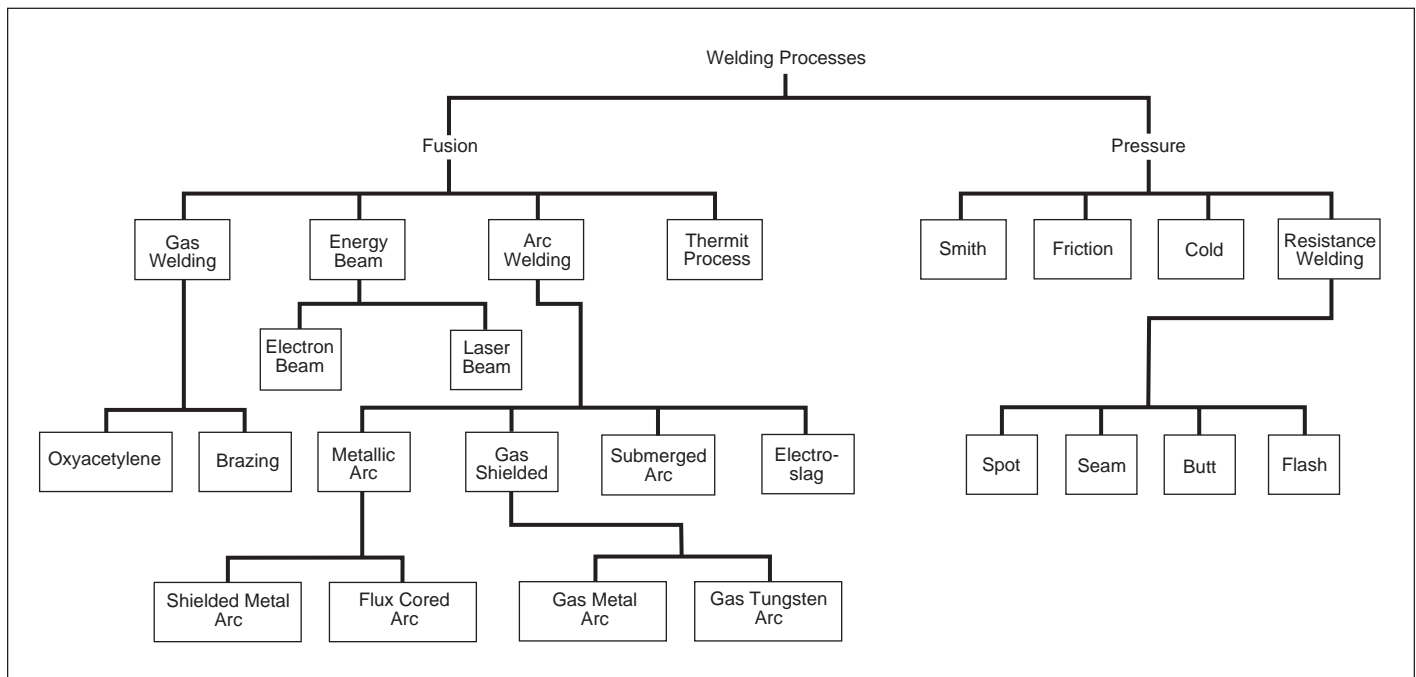 Welding Processes
Fusion
Pressure
Gas
Welding
Energy
Beam
Arc
Welding
Thermit
Process
Smith
Friction
Cold
Resistance
Welding
Electron
Beam
Laser
Beam
Oxyacetylene
Brazing
Metallic
Arc
Gas
Shielded
Submerged
Arc
Electro-
slag
Spot
Seam
Butt
Flash
Shielded Metal
Arc
Flux Cored
Arc
Gas Metal
Arc
Gas Tungsten
Arc